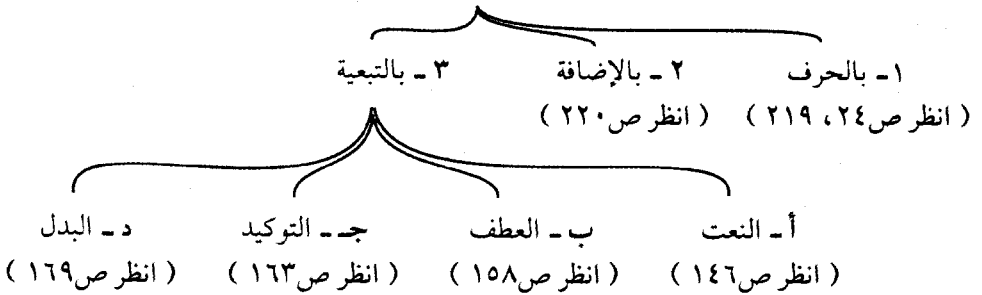 ١ـ بالحرف ٢ ـ بالإضافة ٣ ـ بالتبعية
( انظر ص٢٤، ٢١٩ ) ( انظر ص٢٢٠ )
أ ـ النعت ب ـ العطف جـ ـ التوكيد د ـ البدل
( انظر ص١٤٦ ) ( انظر ص١٥٨ ) ( انظر ص١٦٣ ) ( انظر ص١٦٩ )